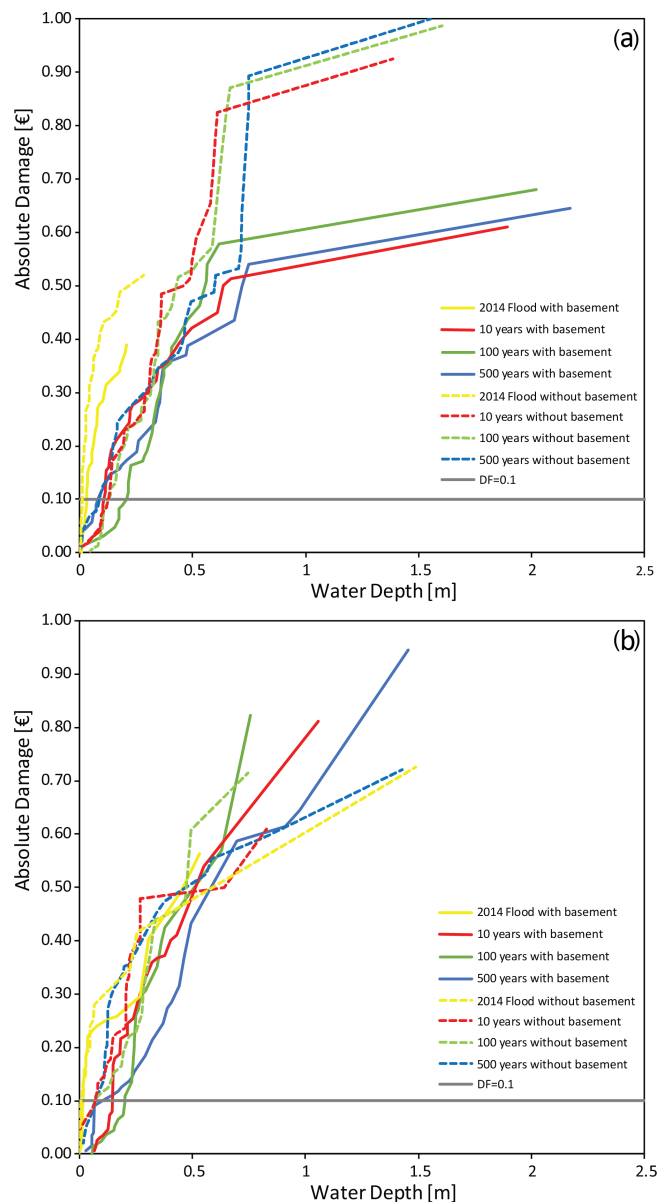 (a)
1.00
0.90
0.80
0.70
0.60
0.50
0.40
0.30
0.20
0.10
0.00
Absolute Damage [€]
2014 Flood with basement
10 years with basement
100 years with basement
500 years with basement
2014 Flood without basement
10 years without basement
100 years without basement
500 years without basement
DF=0.1
0 0.5 1 1.5 2 2.5
Water Depth [m]
(b)
1.00
0.90
0.80
0.70
0.60
0.50
0.40
0.30
0.20
0.10
0.00
Absolute Damage [€]
2014 Flood with basement
10 years with basement
100 years with basement
500 years with basement
2014 Flood without basement
10 years without basement
100 years without basement
500 years without basement
DF=0.1
0 0.5 1 1.5 2 2.5
Water Depth [m]